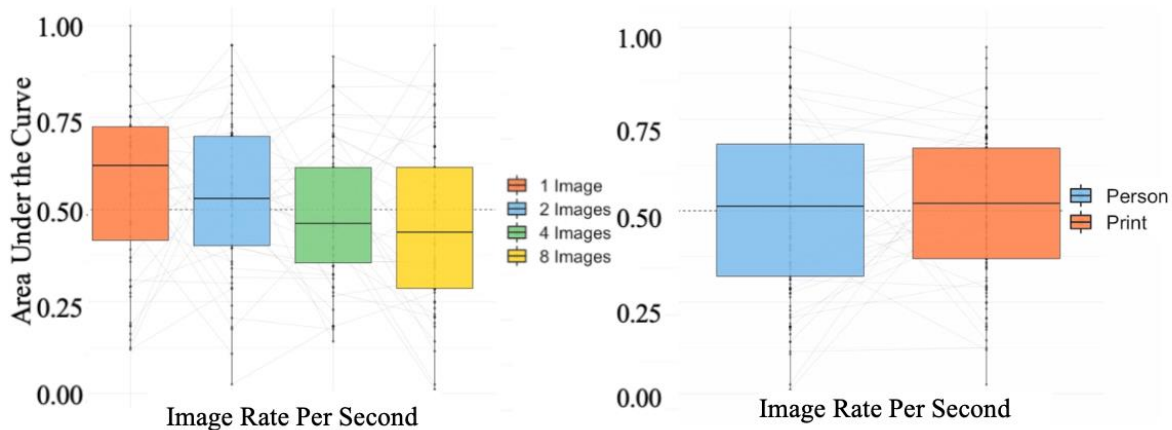 1.00
0.75
0.50
0.25
0.00
Area Under the Curve
Image Rate Per Second
1 Image
2 Images
4 Images
8 Images
1.00
0.75
0.50
0.25
0.00
Image Rate Per Second
Person
Print